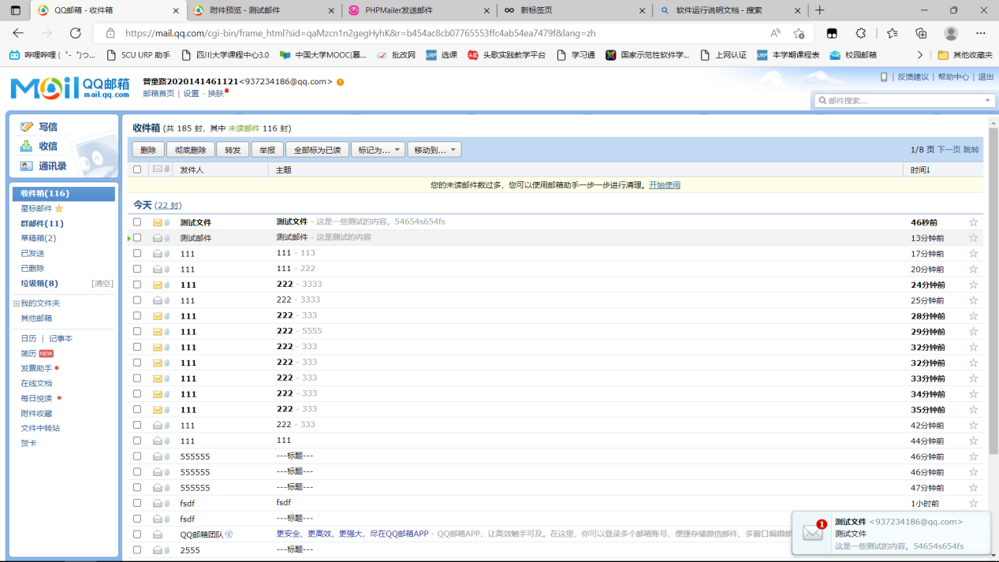 QQ邮箱 - 收件箱
附件预览 - 测试邮件
PHPMailer发送邮件
新标签页
软件运行说明文档 - 搜索
https://mail.qq.com/cgi-bin/frame_html?sid=qaMzcn1n2gegHyhK&r=b454ac8cb07765553ffc4ab54ea7479f&lang=zh
哔哩哔哩 (゜-゜)つ...
SCU URP 助手
四川大学课程中心3.0
中国大学MOOC(慕...
批改网
选课
头歌实践教学平台
学习通
国家示范性软件学...
上网认证
本学期课程表
校园邮箱
其他收藏夹
Mail QQ邮箱
mail.qq.com
曾童路2020141461121<937234186@qq.com>
邮箱首页 | 设置 - 换肤
| 反馈建议 | 帮助中心 | 退出
邮件搜索...
写信
收信
通讯录
收件箱(116)
星标邮件
群邮件(11)
草稿箱(2)
已发送
已删除
垃圾箱(8) [清空]
我的文件夹
其他邮箱
日历 | 记事本
简历 NEW
发票助手
在线文档
每日悦读
附件收藏
文件中转站
贺卡
收件箱 (共 185 封，其中 未读邮件 116 封)
删除 彻底删除 转发 举报 全部标为已读 标记为... 移动到... 1/8 页 下一页 跳转
发件人 主题 时间↓
您的未读邮件数过多，您可以使用邮箱助手一步一步进行清理。开始使用
今天 (22 封)
测试文件 测试文件 - 这是一些测试的内容。54654s654fs 46秒前
测试邮件 测试邮件 - 这是测试的内容 13分钟前
111 111 - 113 17分钟前
111 111 - 222 20分钟前
111 222 - 3333 24分钟前
111 222 - 3333 25分钟前
111 222 - 333 28分钟前
111 222 - 5555 29分钟前
111 222 - 333 32分钟前
111 222 - 333 32分钟前
111 222 - 333 33分钟前
111 222 - 333 34分钟前
111 222 - 333 35分钟前
111 222 - 333 42分钟前
111 111 44分钟前
555555 ---标题--- 46分钟前
555555 ---标题--- 46分钟前
555555 ---标题--- 47分钟前
fsdf fsdf 1小时前
fsdf ---标题---
QQ邮箱团队 更安全、更高效、更强大，尽在QQ邮箱APP - QQ邮箱APP，让高效触手可及。在这里，你可以登录多个邮箱账号、便捷存储微信邮件、多窗口编辑邮
2555 ---标题---
1
测试文件 <937234186@qq.com>
测试文件
这是一些测试的内容。54654s654fs